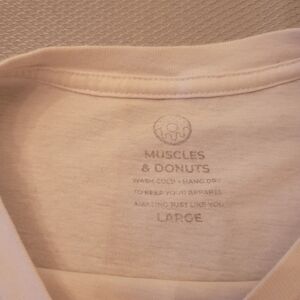 MUSCLES
& DONUTS
WASH COLD • HANG DRY
TO KEEP YOUR APPAREL
AMAZING JUST LIKE YOU
LARGE